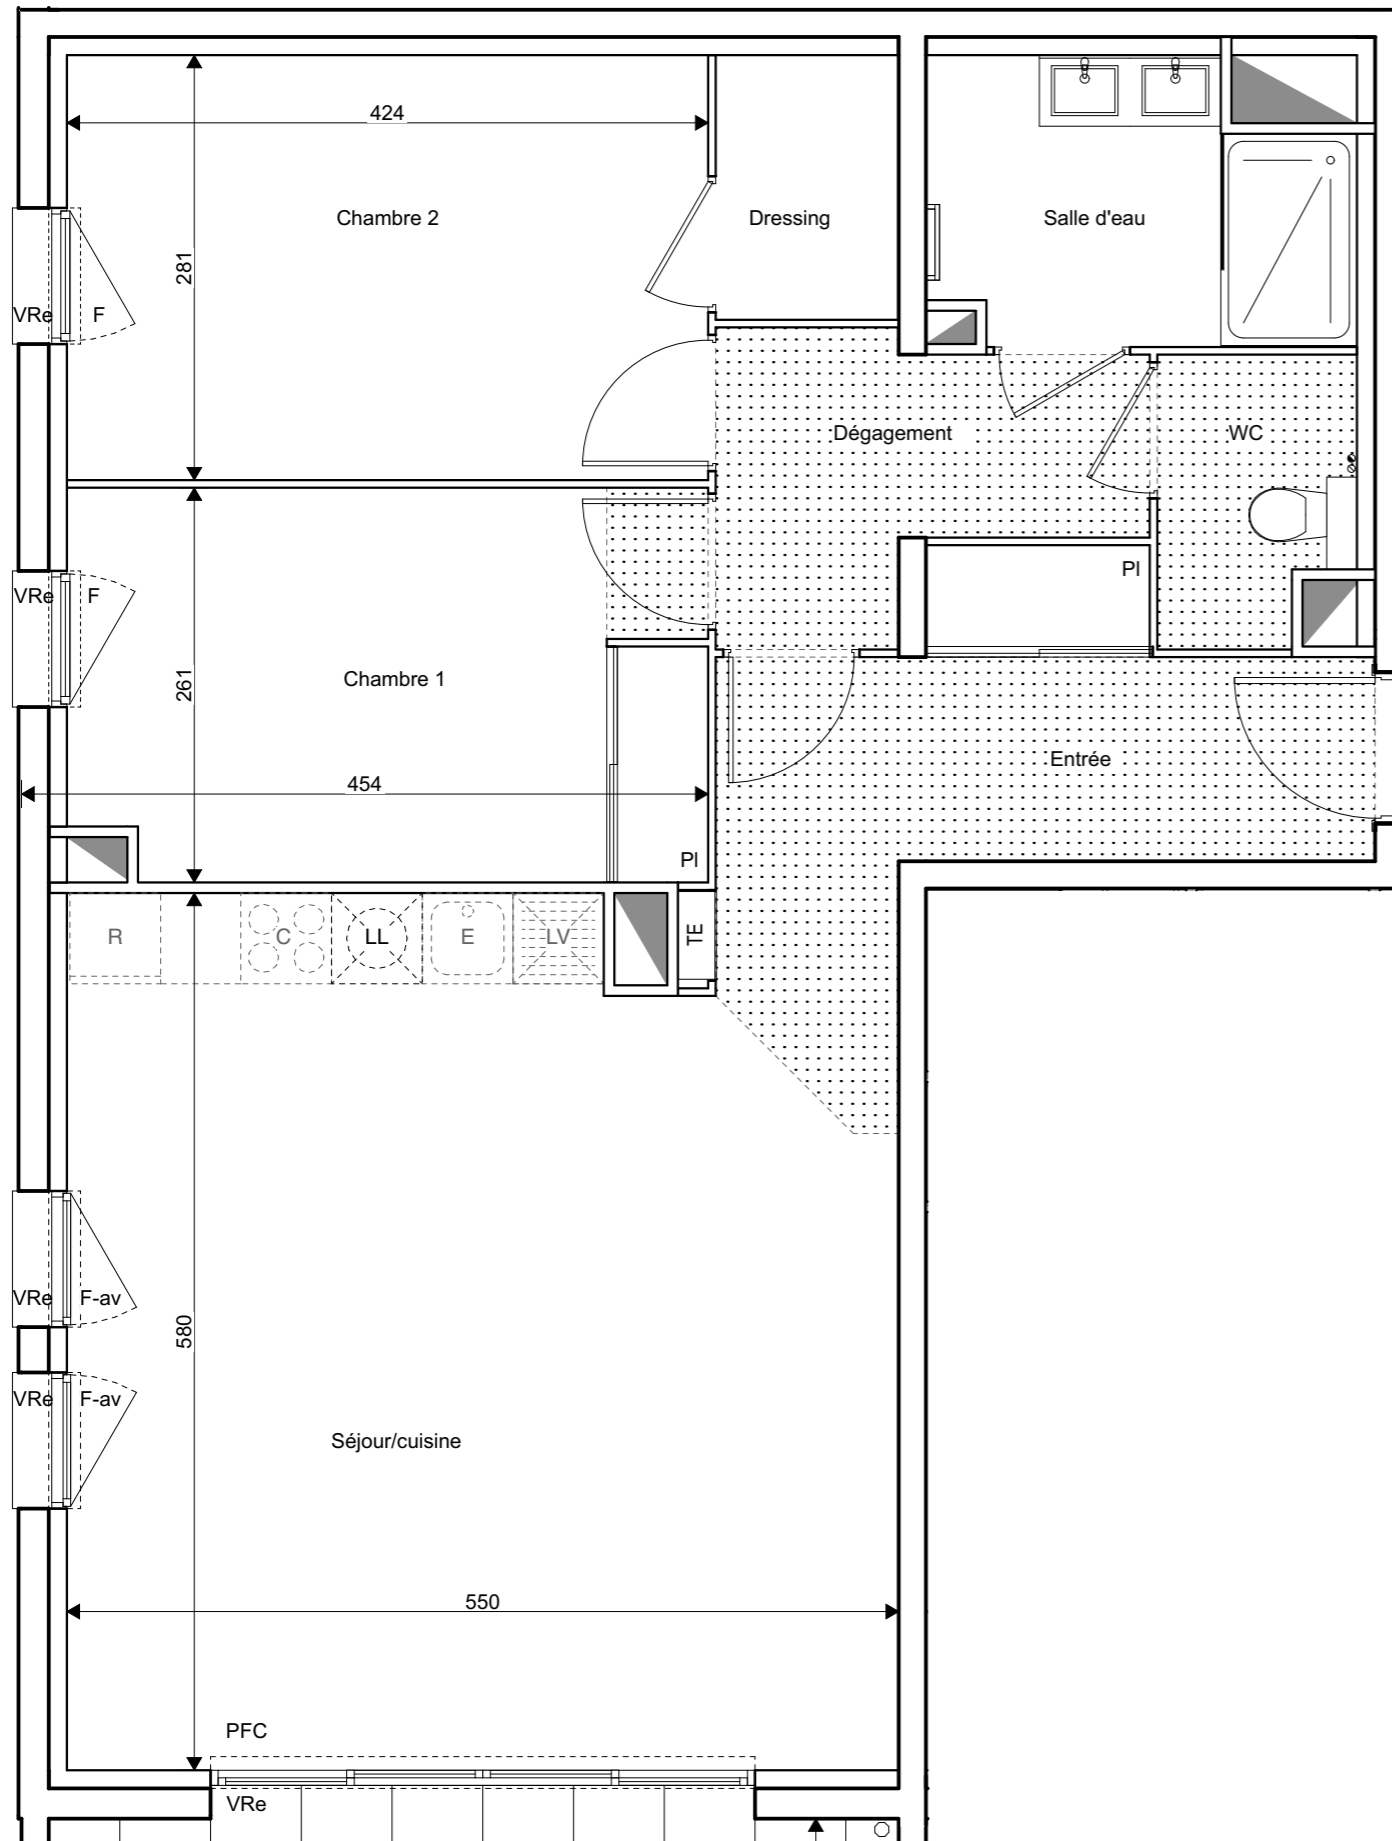 424
Chambre 2
Dressing
Salle d'eau
281
VRe
F
Dégagement
WC
Pl
VRe
F
Chambre 1
261
Entrée
454
Pl
R
C
LL
E
LV
TE
VRe
F-av
580
VRe
F-av
Séjour/cuisine
550
PFC
VRe